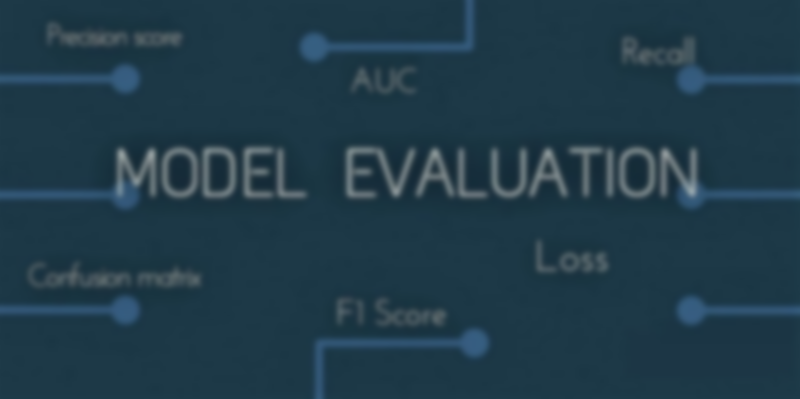 Precision score
Recall
AUC
MODEL EVALUATION
Loss
Confusion matrix
F1 Score